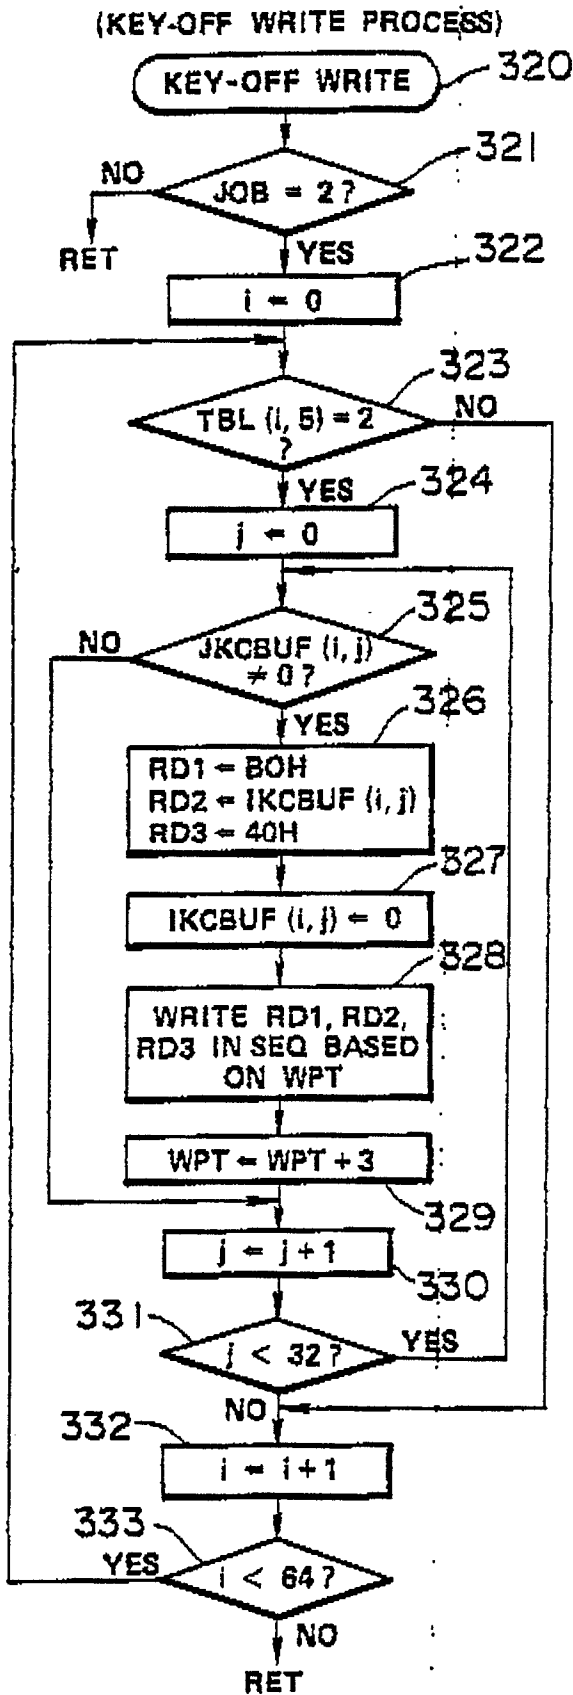 (KEY-OFF WRITE PROCESS)
KEY-OFF WRITE
320
321
NO
JOB = 2?
RET
YES
322
i ← 0
323
TBL (i, 5) = 2
?
NO
YES
324
j ← 0
325
NO
JKCBUF (i, j)
≠ 0?
YES
326
RD1 ← BOH
RD2 ← IKCBUF (i, j)
RD3 ← 40H
327
IKCBUF (i, j) ← 0
328
WRITE RD1, RD2,
RD3 IN SEQ BASED
ON WPT
WPT ← WPT + 3
329
j ← j + 1
330
331
j < 32?
YES
NO
332
i ← i + 1
333
YES
i < 64?
NO
RET